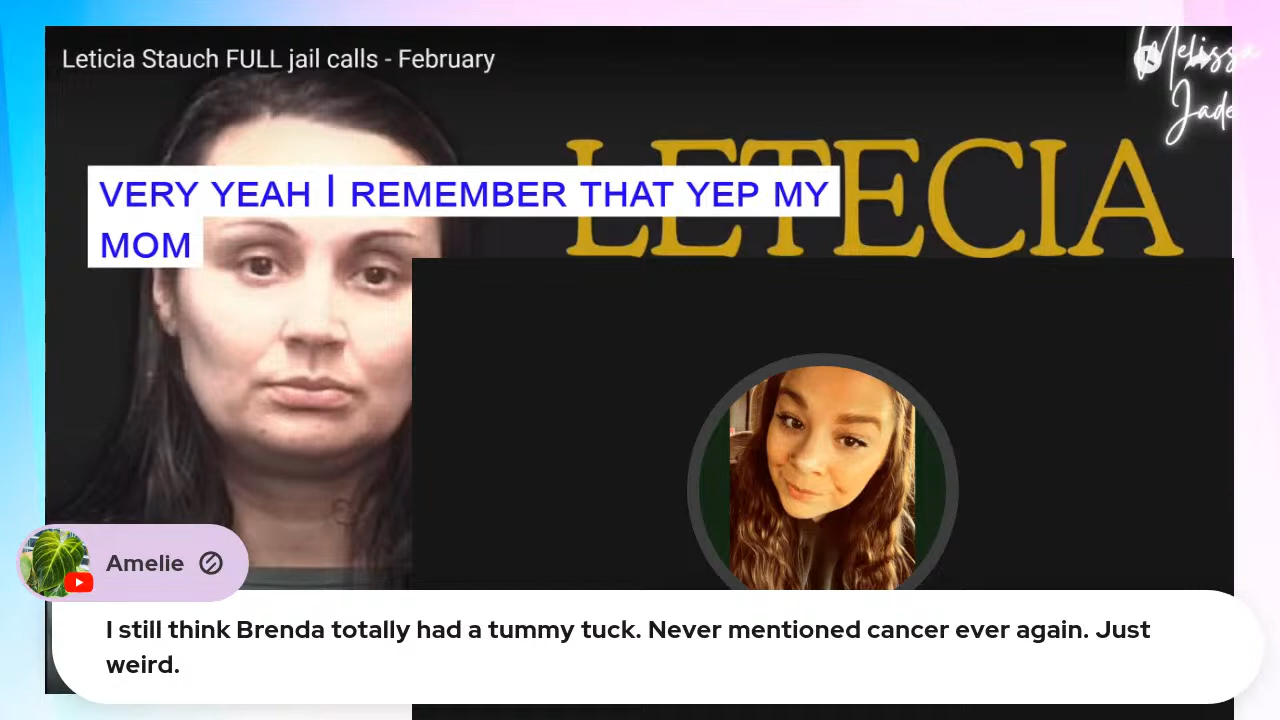 Leticia Stauch FULL jail calls - February
Melissa
Jade
LETECIA
VERY YEAH I REMEMBER THAT YEP MY
MOM
Amelie
I still think Brenda totally had a tummy tuck. Never mentioned cancer ever again. Just
weird.